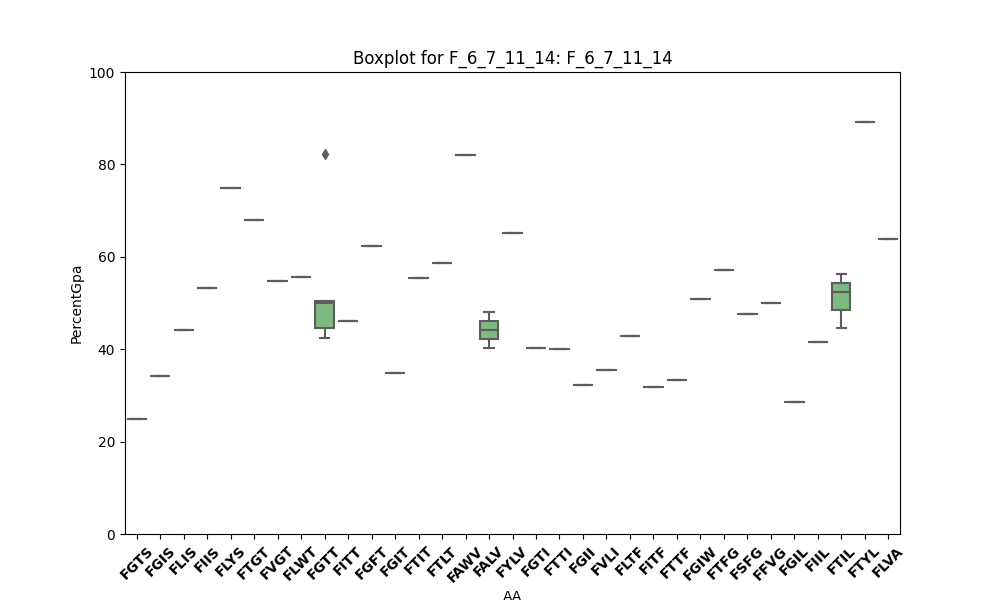 Boxplot for F_6_7_11_14: F_6_7_11_14
100
80
60
40
20
0
PercentGpa
FGTS
FGIS
FLIS
FIIS
FLYS
FTGT
FVGT
FLWT
FGTT
FITT
FGFT
FGIT
FTIT
FTLT
FAWV
FALV
FYLV
FGTI
FTTI
FGII
FVLI
FLTF
FITF
FTTF
FGIW
FTFG
FSFG
FFVG
FGIL
FIIL
FTIL
FTYL
FLVA
AA